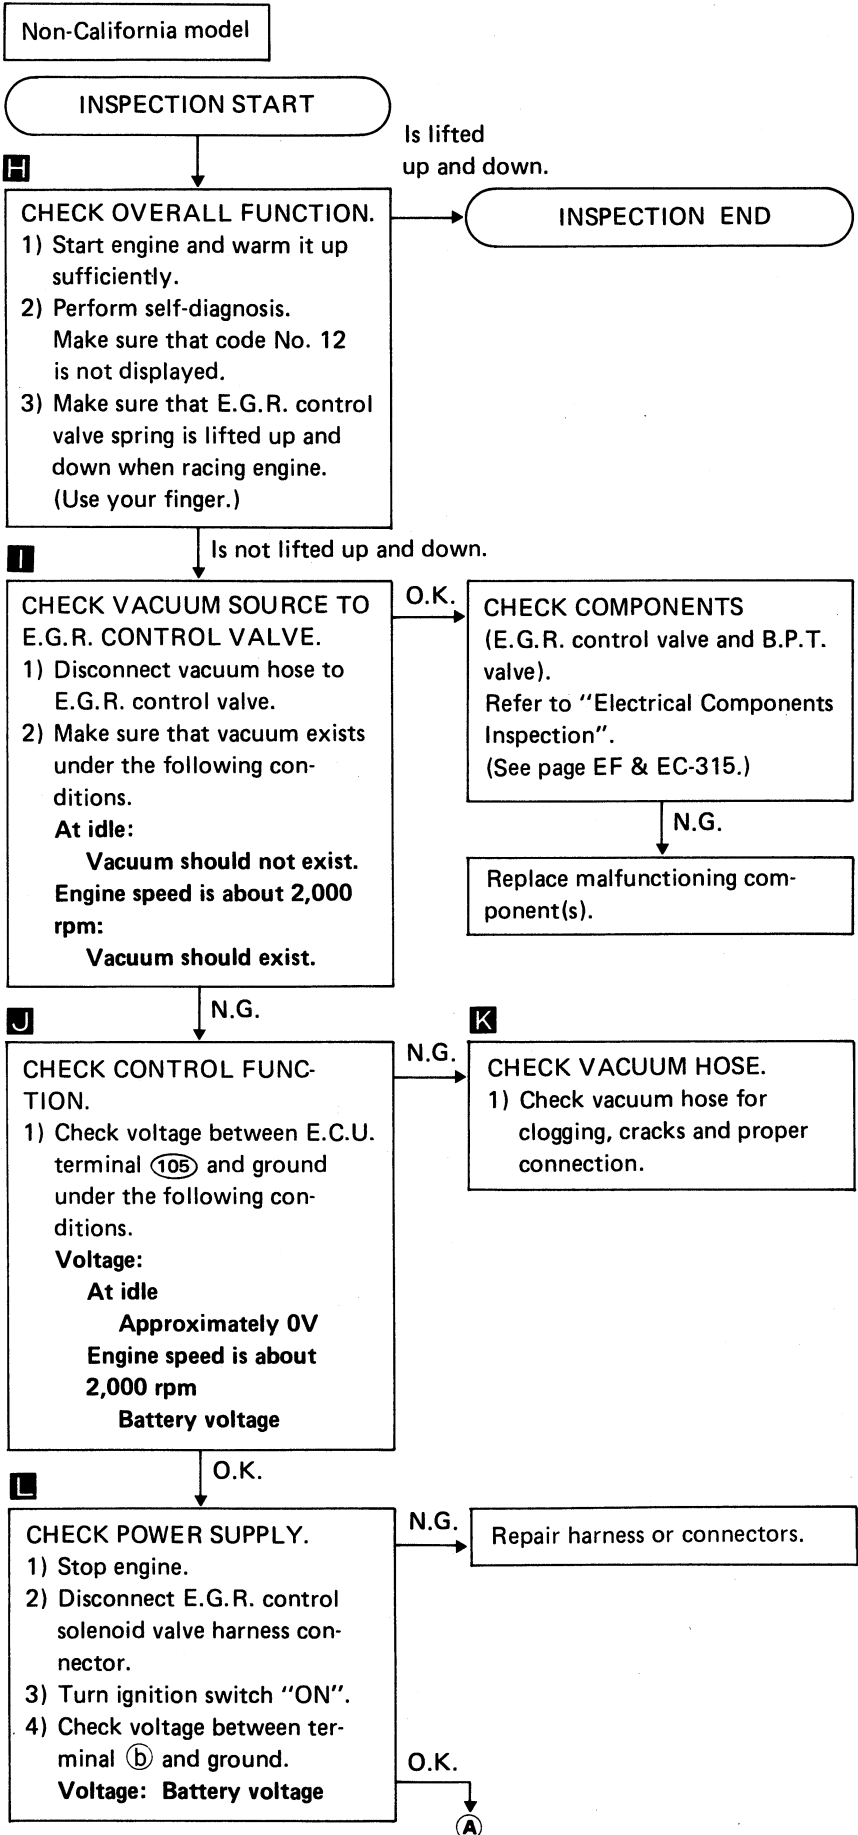 Non-California model
INSPECTION START
Is lifted
up and down.
H
CHECK OVERALL FUNCTION.
1) Start engine and warm it up
sufficiently.
2) Perform self-diagnosis.
Make sure that code No. 12
is not displayed.
3) Make sure that E.G.R. control
valve spring is lifted up and
down when racing engine.
(Use your finger.)
INSPECTION END
Is not lifted up and down.
I
CHECK VACUUM SOURCE TO
E.G.R. CONTROL VALVE.
1) Disconnect vacuum hose to
E.G.R. control valve.
2) Make sure that vacuum exists
under the following con-
ditions.
At idle:
Vacuum should not exist.
Engine speed is about 2,000
rpm:
Vacuum should exist.
O.K.
CHECK COMPONENTS
(E.G.R. control valve and B.P.T.
valve).
Refer to "Electrical Components
Inspection".
(See page EF & EC-315.)
N.G.
Replace malfunctioning com-
ponent(s).
N.G.
J
CHECK CONTROL FUNC-
TION.
1) Check voltage between E.C.U.
terminal (105) and ground
under the following con-
ditions.
Voltage:
At idle
Approximately 0V
Engine speed is about
2,000 rpm
Battery voltage
N.G.
K
CHECK VACUUM HOSE.
1) Check vacuum hose for
clogging, cracks and proper
connection.
O.K.
L
CHECK POWER SUPPLY.
1) Stop engine.
2) Disconnect E.G.R. control
solenoid valve harness con-
nector.
3) Turn ignition switch "ON".
4) Check voltage between ter-
minal ⓑ and ground.
Voltage: Battery voltage
N.G.
Repair harness or connectors.
O.K.
Ⓐ